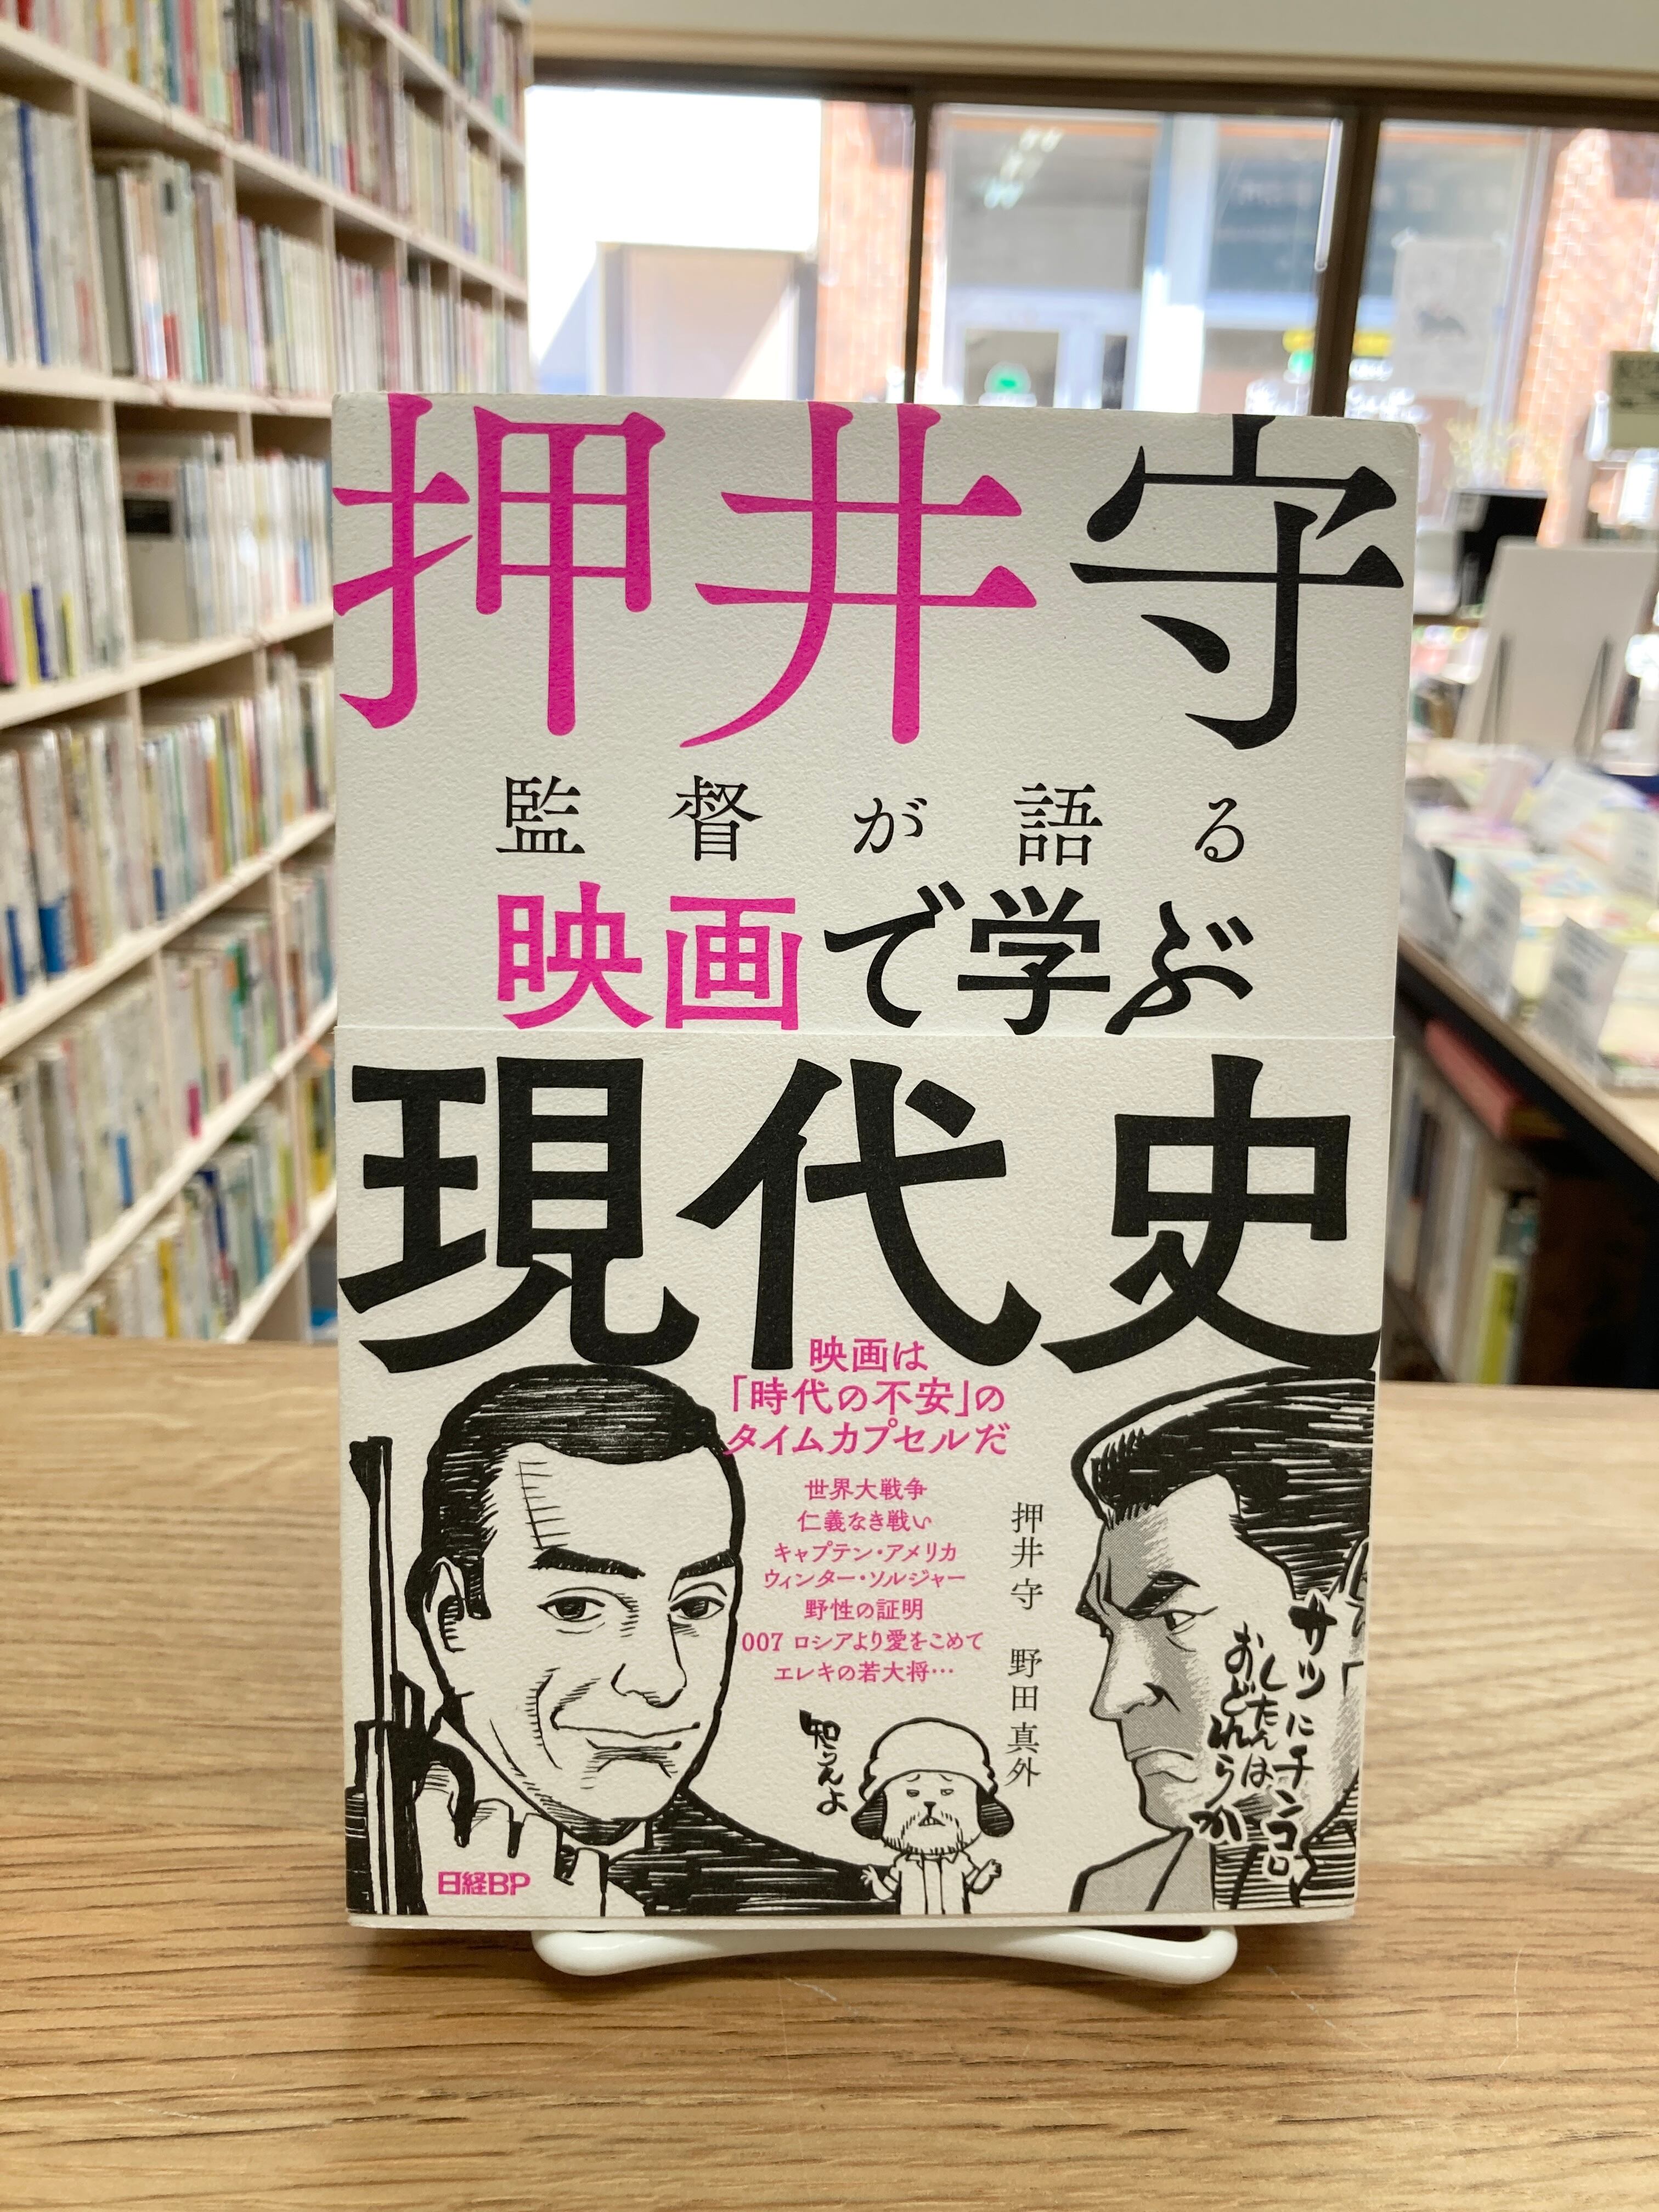 押井守
監督が語る
映画で学ぶ
現代史
映画は
「時代の不安」の
タイムカプセルだ
世界大戦争
仁義なき戦い
キャプテン・アメリカ
ウィンター・ソルジャー
野性の証明
007 ロシアより愛をこめて
エレキの若大将…
押井守 野田真外
知らんよ
サツにチンコロ
したんは
おどれらか
日経BP